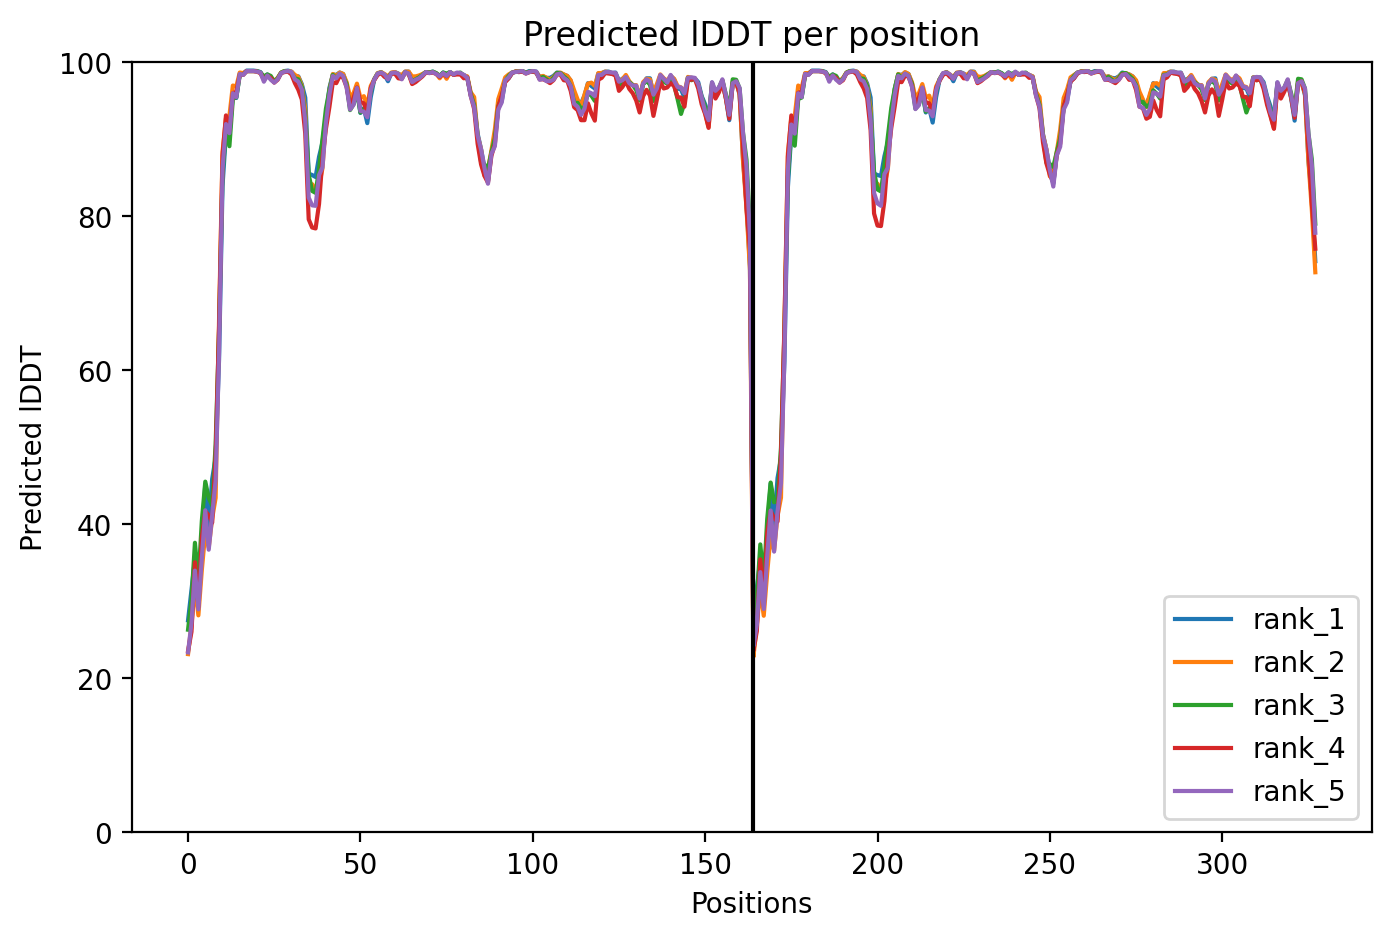 Predicted lDDT per position
100
80
60
40
20
0
Predicted lDDT
0 50 100 150 200 250 300
Positions
rank_1
rank_2
rank_3
rank_4
rank_5